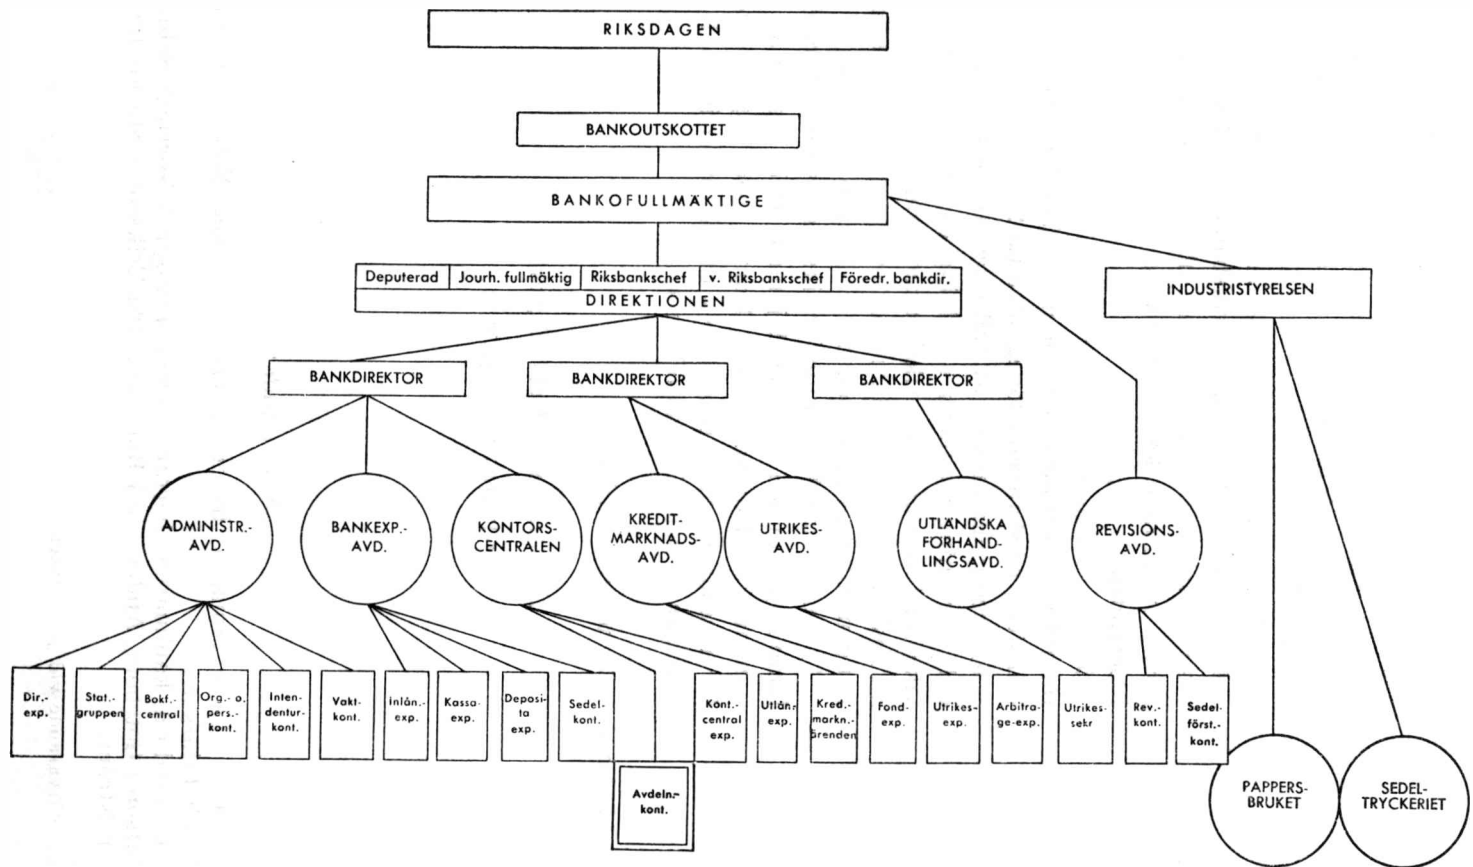 RIKSDAGEN
BANKOUTSKOTTET
BANKOFULLMÄKTIGE
Deputerad
Jourh. fullmäktig
Riksbankschef
v. Riksbankschef
Föredr. bankdir.
DIREKTIONEN
INDUSTRISTYRELSEN
BANKDIREKTÖR
BANKDIREKTÖR
BANKDIREKTÖR
ADMINISTR.-
AVD.
BANKEXP.-
AVD.
KONTORS-
CENTRALEN
KREDIT-
MARKNADS-
AVD.
UTRIKES-
AVD.
UTLÄNDSKA
FÖRHAND-
LINGSAVD.
REVISIONS-
AVD.
Dir.-
exp.
Stat.-
gruppen
Bokf.-
central
Org.- o.
pers.-
kont.
Inten-
dentur-
kont.
Vakt-
kont.
Inlån.-
exp.
Kassa-
exp.
Deposi-
ta
exp.
Sedel-
kont.
Avdeln.-
kont.
Kont.-
central
exp.
Utlån.-
exp.
Kred.-
markn.-
ärenden
Fond-
exp.
Utrikes-
exp.
Arbitra-
ge-exp.
Utrikes-
sekr
Rev.-
kont.
Sedel-
först.-
kont.
PAPPERS-
BRUKET
SEDEL-
TRYCKERIET